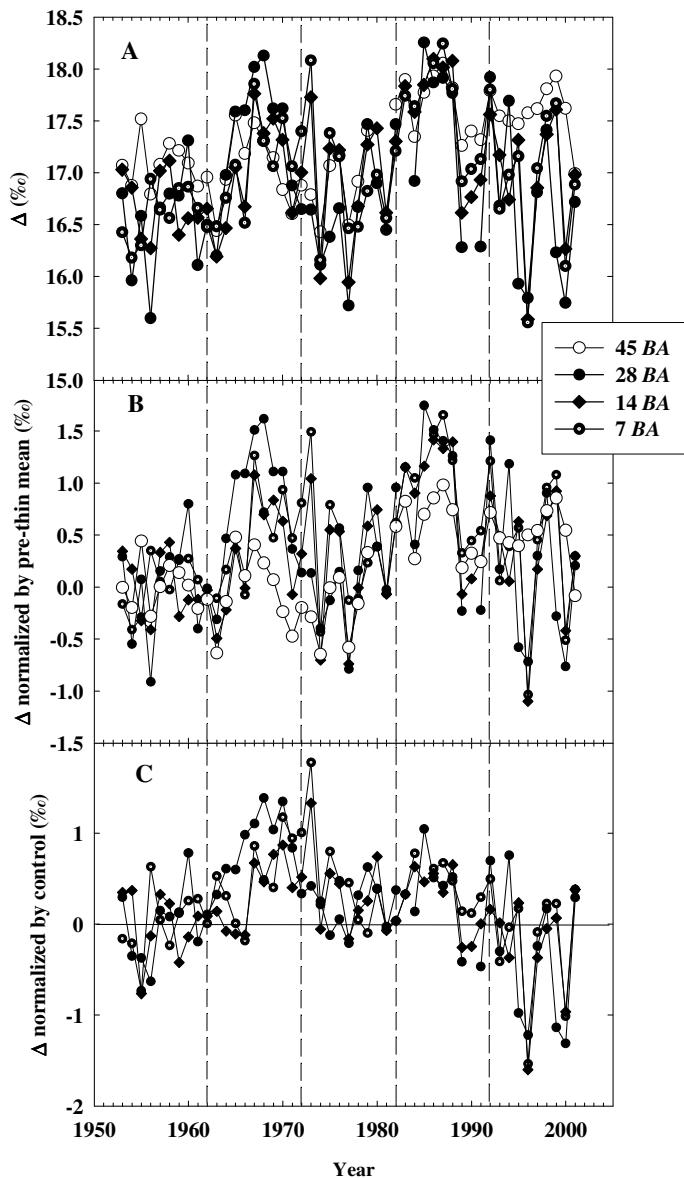 A
18.5
18.0
17.5
17.0
16.5
16.0
15.5
15.0
Δ (‰)
45 BA
28 BA
14 BA
7 BA
B
1.5
1.0
0.5
0.0
-0.5
-1.0
-1.5
Δ normalized by pre-thin mean (‰)
C
1
0
-1
-2
Δ normalized by control (‰)
1950 1960 1970 1980 1990 2000
Year